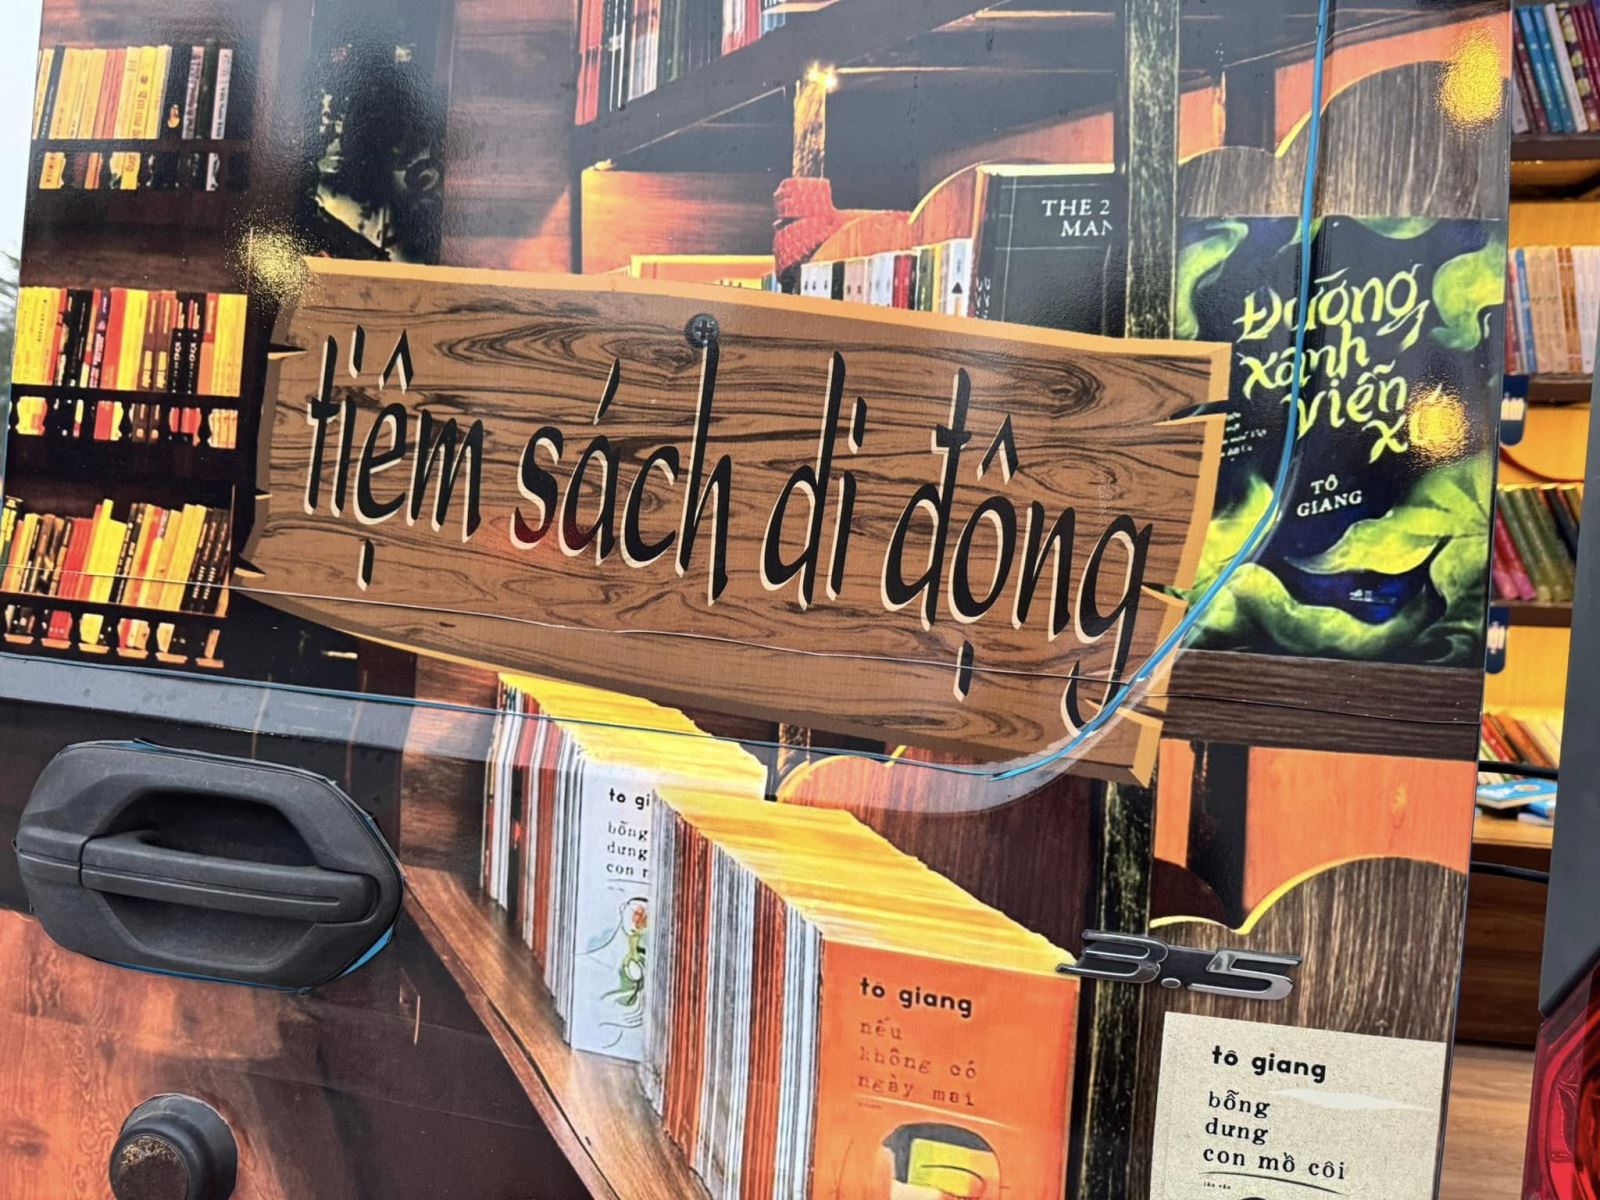 THE 2
MAN
Đường
xanh
viễn
x
TÔ
GIANG
tiệm sách di động
tô gi
bỗng
dưng
con
3.5
tô giang
nếu
không có
ngày mai
tô giang
bỗng
dưng
con mồ côi